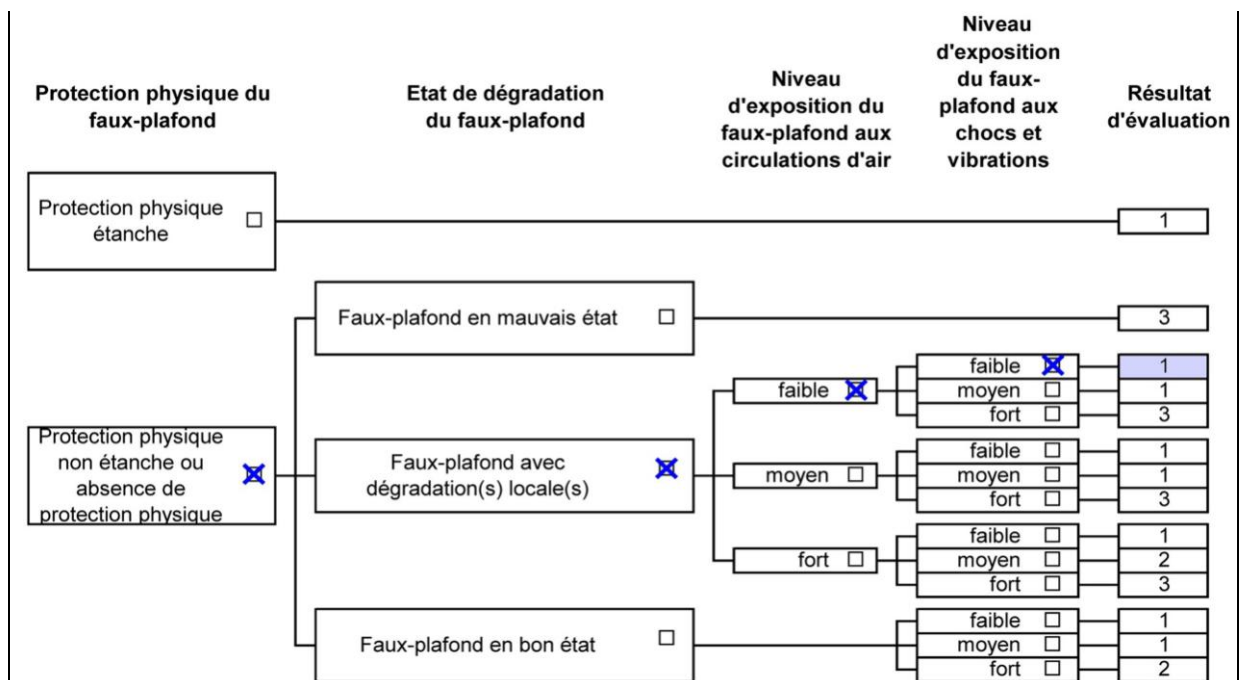 Protection physique du
faux-plafond
Etat de dégradation
du faux-plafond
Niveau
d'exposition du
faux-plafond aux
circulations d'air
Niveau
d'exposition
du faux-
plafond aux
chocs et
vibrations
Résultat
d'évaluation
Protection physique
étanche
1
Faux-plafond en mauvais état
3
Protection physique
non étanche ou
absence de
protection physique
Faux-plafond avec
dégradation(s) locale(s)
faible
faible 1
moyen 1
fort 3
moyen
faible 1
moyen 1
fort 3
fort
faible 1
moyen 2
fort 3
Faux-plafond en bon état
faible 1
moyen 1
fort 2